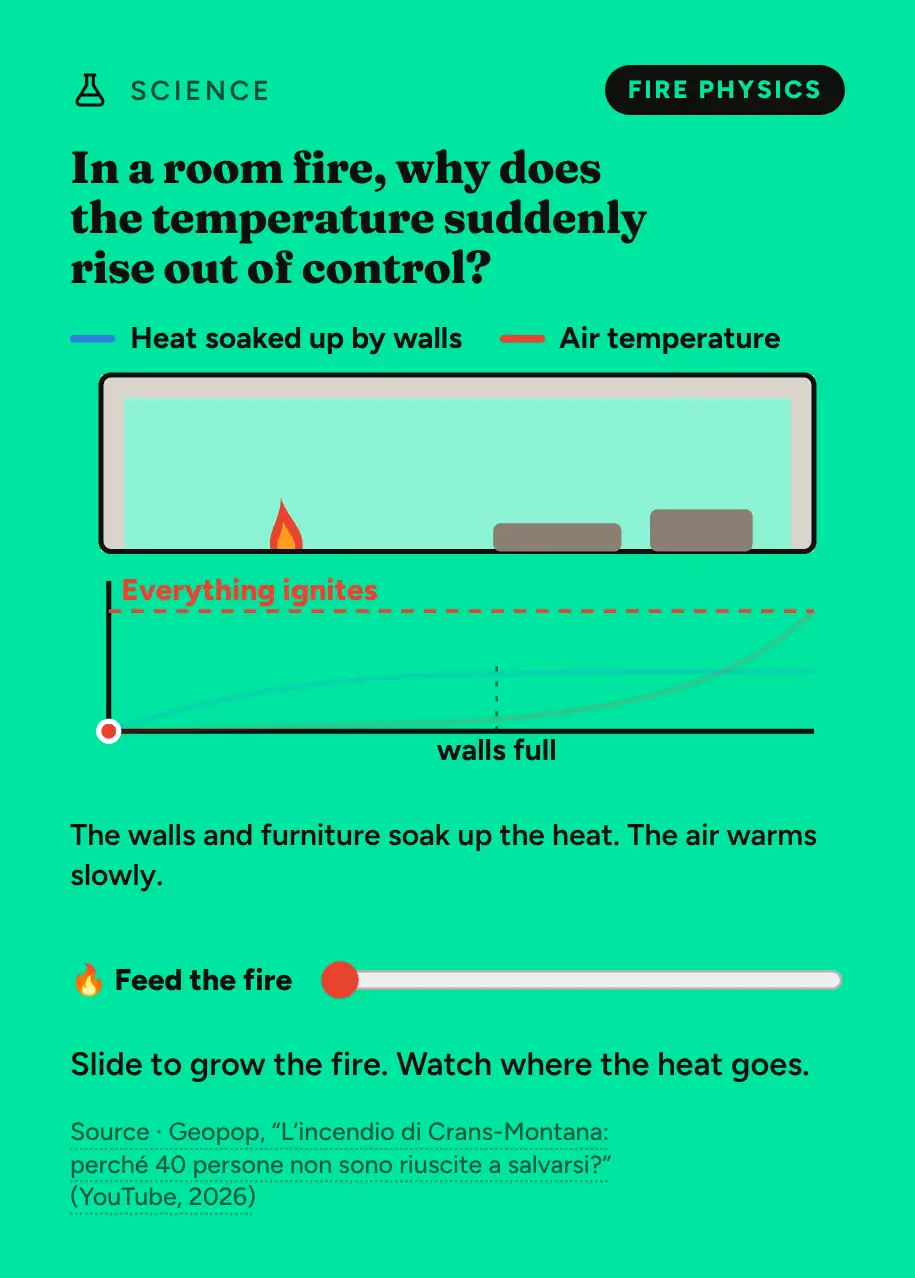 SCIENCE
FIRE PHYSICS
In a room fire, why does
the temperature suddenly
rise out of control?
Heat soaked up by walls
Air temperature
Everything ignites
walls full
The walls and furniture soak up the heat. The air warms
slowly.
🔥 Feed the fire
Slide to grow the fire. Watch where the heat goes.
Source · Geopop, “L’incendio di Crans-Montana:
perché 40 persone non sono riuscite a salvarsi?”
(YouTube, 2026)